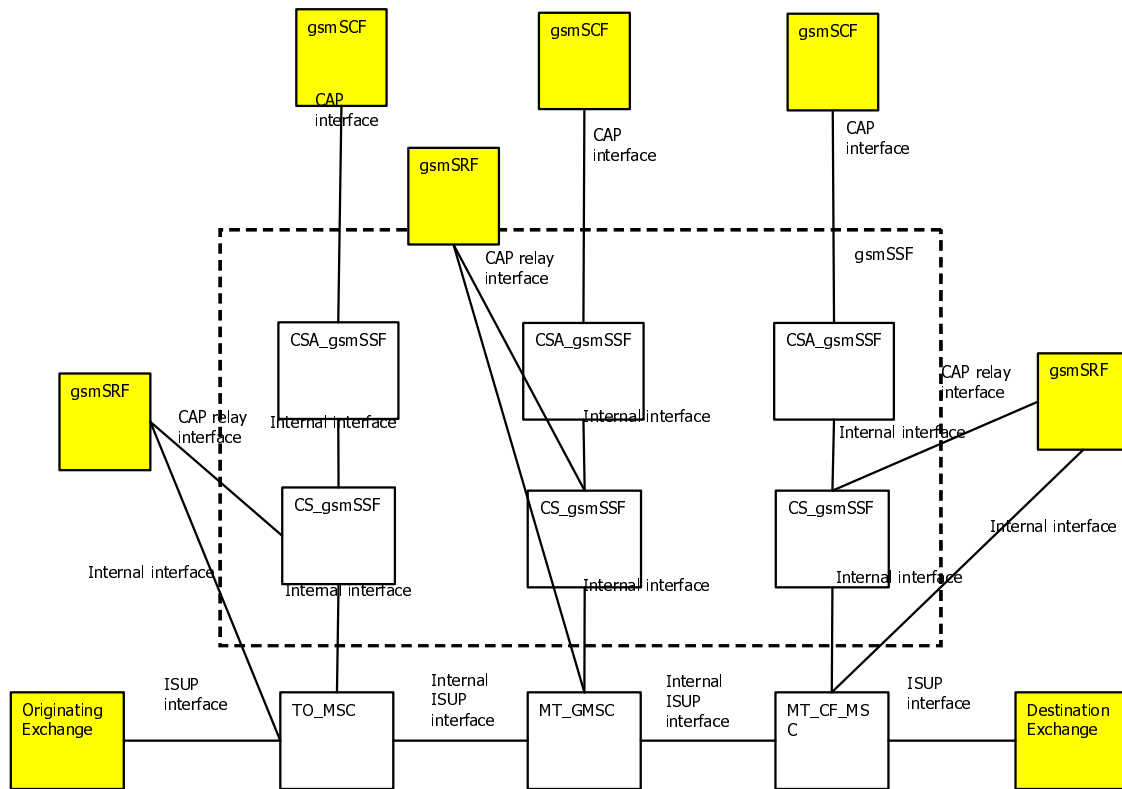 gsmSCF
gsmSCF
gsmSCF
CAP
interface
CAP
interface
CAP
interface
gsmSRF
CAP relay
interface
gsmSSF
CSA_gsmSSF
CSA_gsmSSF
CSA_gsmSSF
gsmSRF
CAP relay
interface
gsmSRF
CAP relay
interface
Internal interface
Internal interface
Internal interface
CS_gsmSSF
CS_gsmSSF
CS_gsmSSF
Internal interface
Internal interface
Internal interface
Internal interface
Internal interface
ISUP
interface
Internal
ISUP
interface
Internal
ISUP
interface
ISUP
interface
Originating
Exchange
TO_MSC
MT_GMSC
MT_CF_MS
C
Destination
Exchange